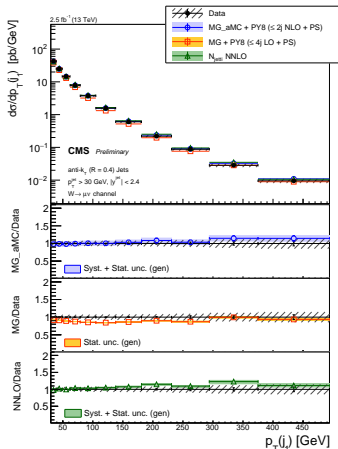 2.5 fb⁻¹ (13 TeV)
Data
MG_aMC + PY8 (≤ 2j NLO + PS)
MG + PY8 (≤ 4j LO + PS)
N_jetti NNLO
dσ/dp_T(j₁) [pb/GeV]
10²
10
1
10⁻¹
10⁻²
CMS Preliminary
anti-k_T (R = 0.4) Jets
p_T^jet > 30 GeV, |y^jet| < 2.4
W → μν channel
MG_aMC/Data
2
1.5
1
0.5
Syst. + Stat. unc. (gen)
MG/Data
2
1.5
1
0.5
Stat. unc. (gen)
NNLO/Data
2
1.5
1
0.5
Syst. + Stat. unc. (gen)
50 100 150 200 250 300 350 400 450
p_T(j₁) [GeV]